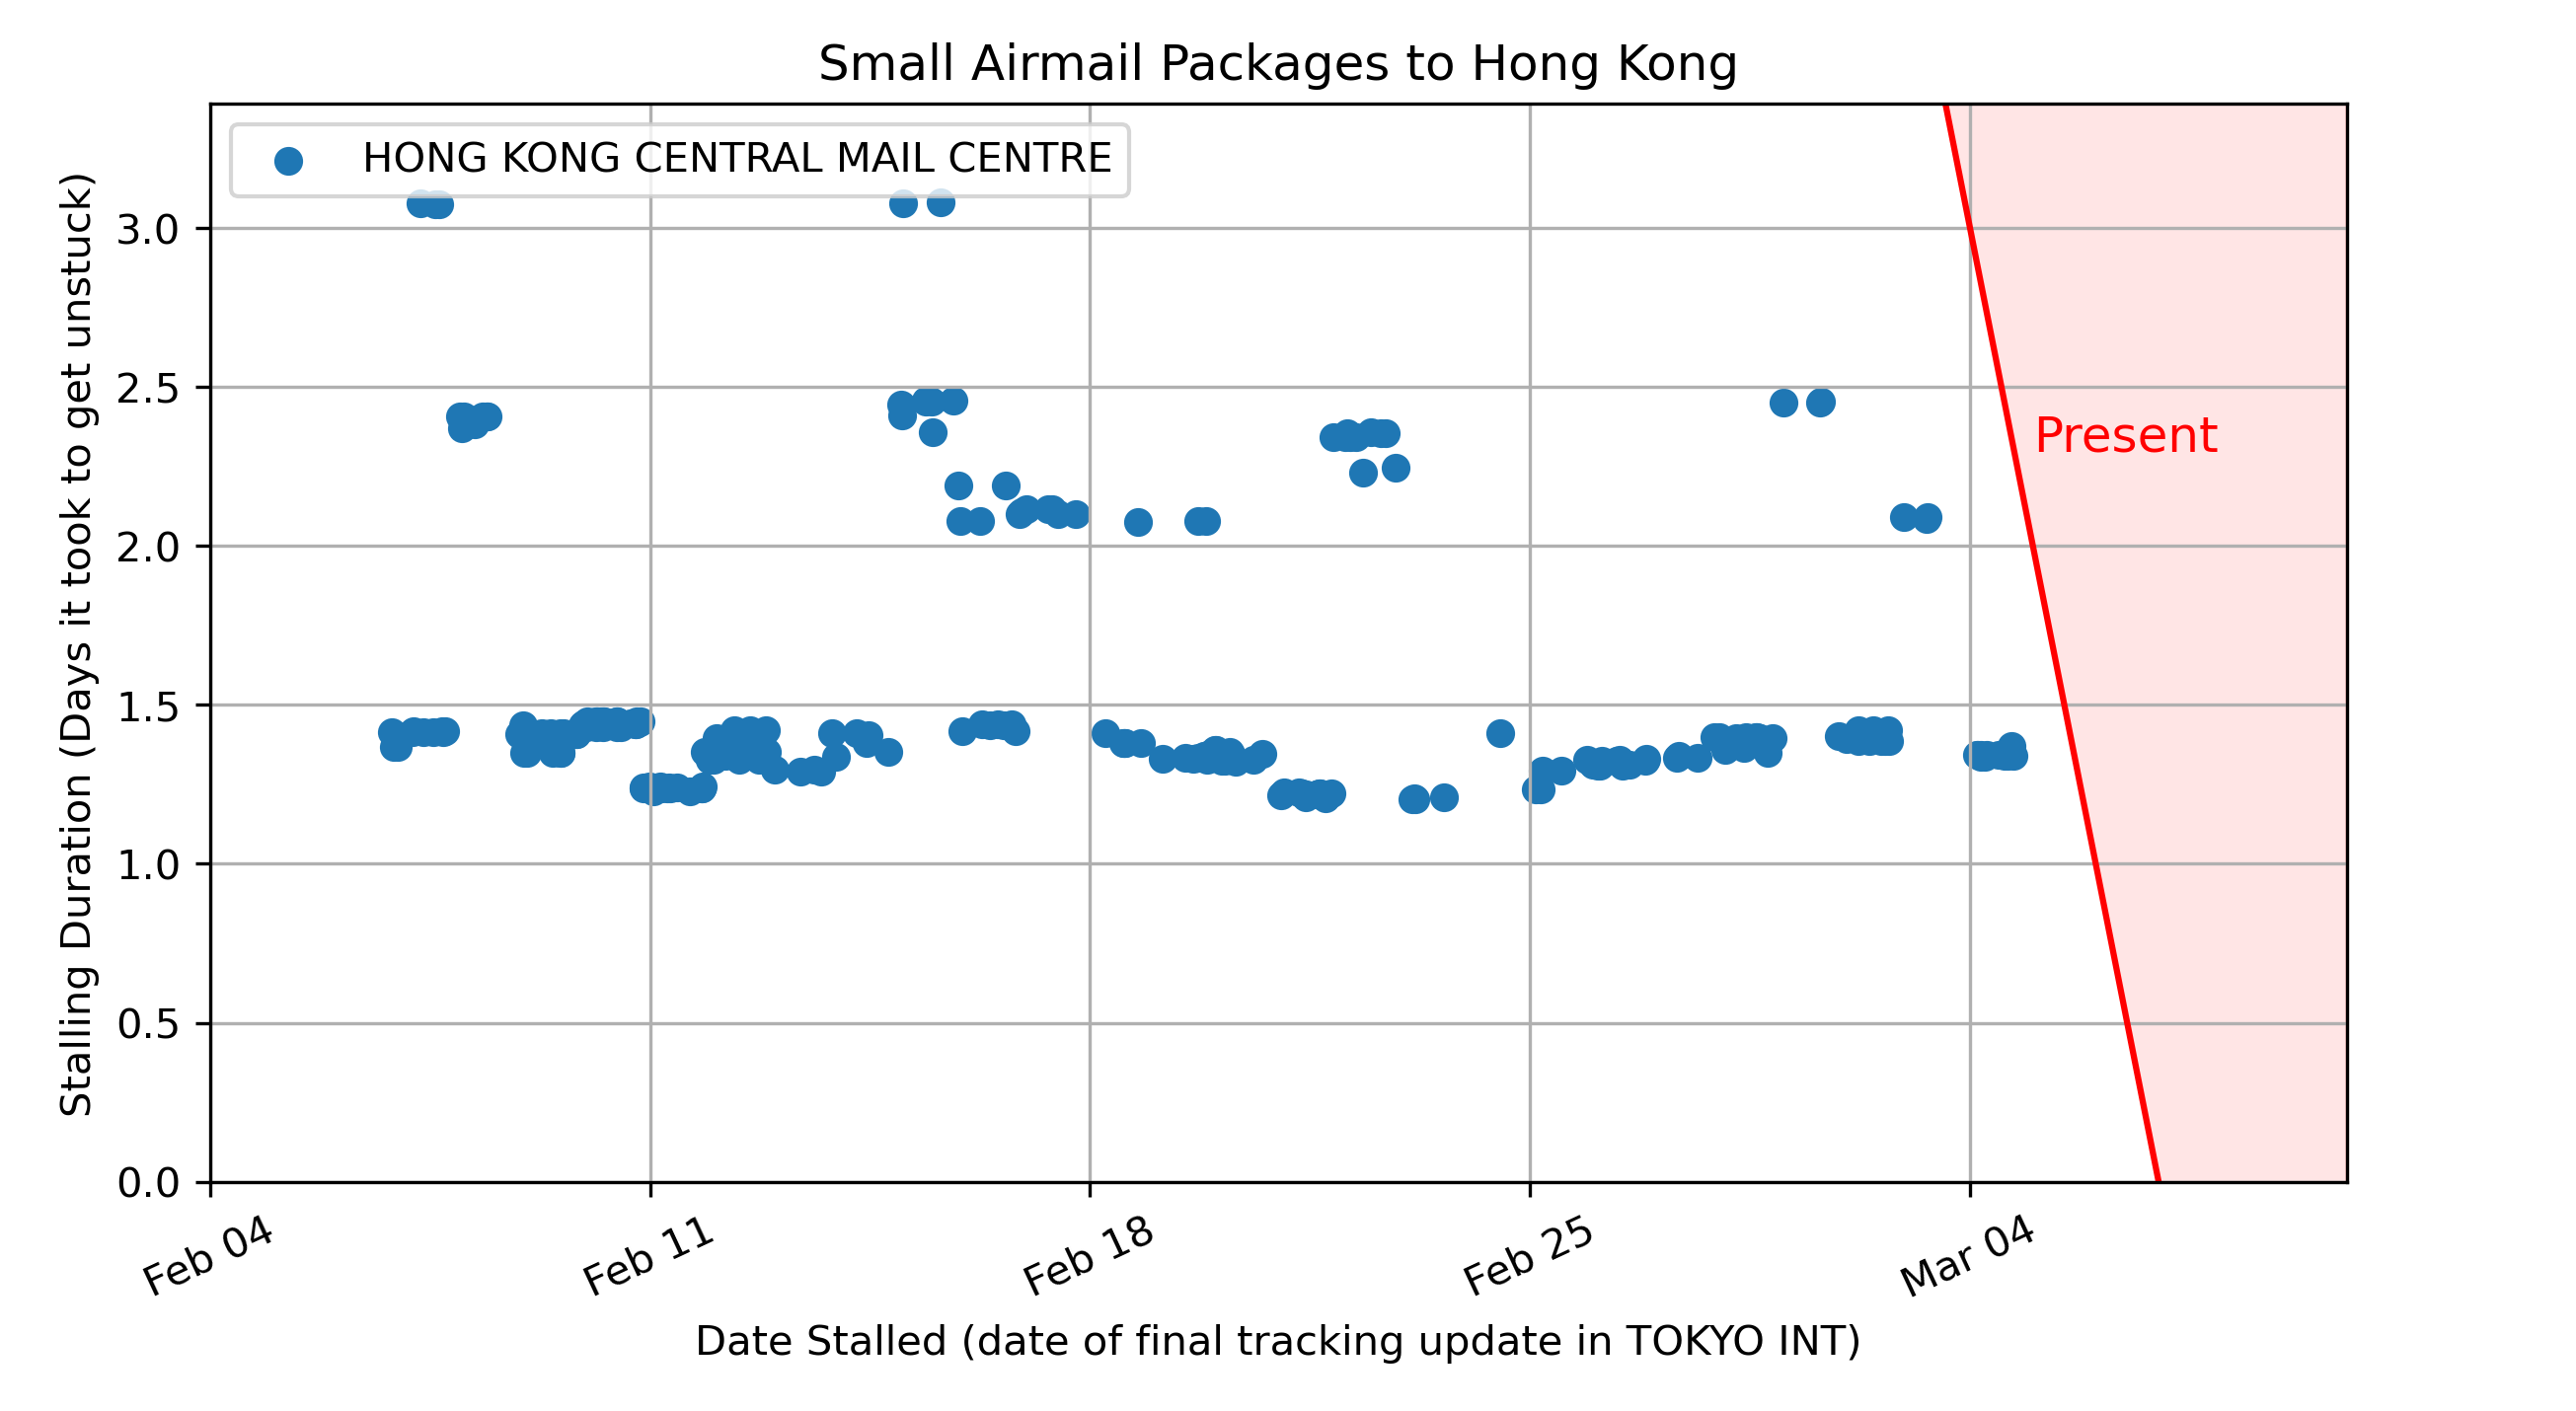 Small Airmail Packages to Hong Kong
HONG KONG CENTRAL MAIL CENTRE
Stalling Duration (Days it took to get unstuck)
3.0
2.5
2.0
1.5
1.0
0.5
0.0
Present
Feb 04
Feb 11
Feb 18
Feb 25
Mar 04
Date Stalled (date of final tracking update in TOKYO INT)